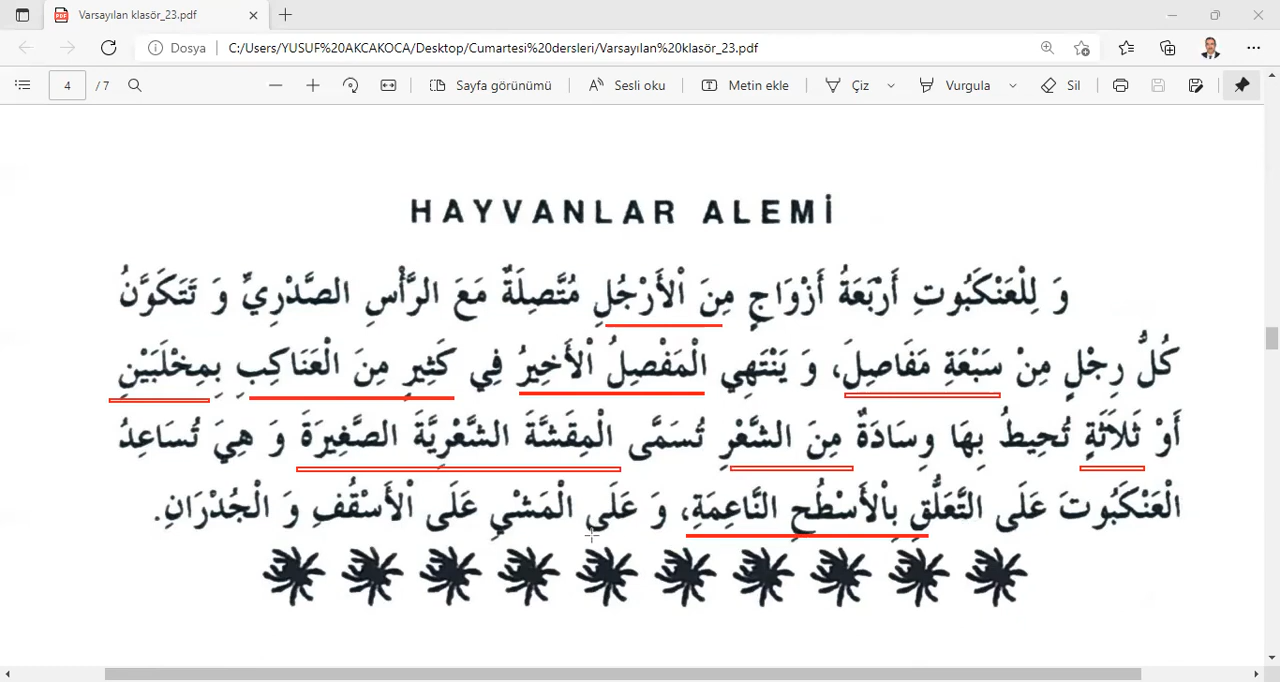 Varsayılan klasör_23.pdf
Dosya C:/Users/YUSUF%20AKCAKOCA/Desktop/Cumartesi%20dersleri/Varsayılan%20klasör_23.pdf
4 / 7 Sayfa görünümü Sesli oku Metin ekle Çiz Vurgula Sil
HAYVANLAR ALEMİ
وَ لِلْعَنْكَبُوتِ أَرْبَعَةُ أَزْوَاجٍ مِنَ الْأَرْجُلِ مُتَّصِلَةٌ مَعَ الرَّأْسِ الصَّدْرِيِّ وَ تَتَكَوَّنُ
كُلُّ رِجْلٍ مِنْ سَبْعَةِ مَفَاصِلَ، وَ يَنْتَهِي الْمَفْصِلُ الْأَخِيرُ فِي كَثِيرٍ مِنَ الْعَنَاكِبِ بِمِخْلَبَيْنِ
أَوْ ثَلَاثَةٍ تُحِيطُ بِهَا وِسَادَةٌ مِنَ الشَّعْرِ تُسَمَّى الْمِقَشَّةَ الشَّعْرِيَّةَ الصَّغِيرَةَ وَ هِيَ تُسَاعِدُ
الْعَنْكَبُوتَ عَلَى التَّعَلُّقِ بِالْأَسْطُحِ النَّاعِمَةِ، وَ عَلَى الْمَشْيِ عَلَى الْأَسْقُفِ وَ الْجُدْرَانِ.